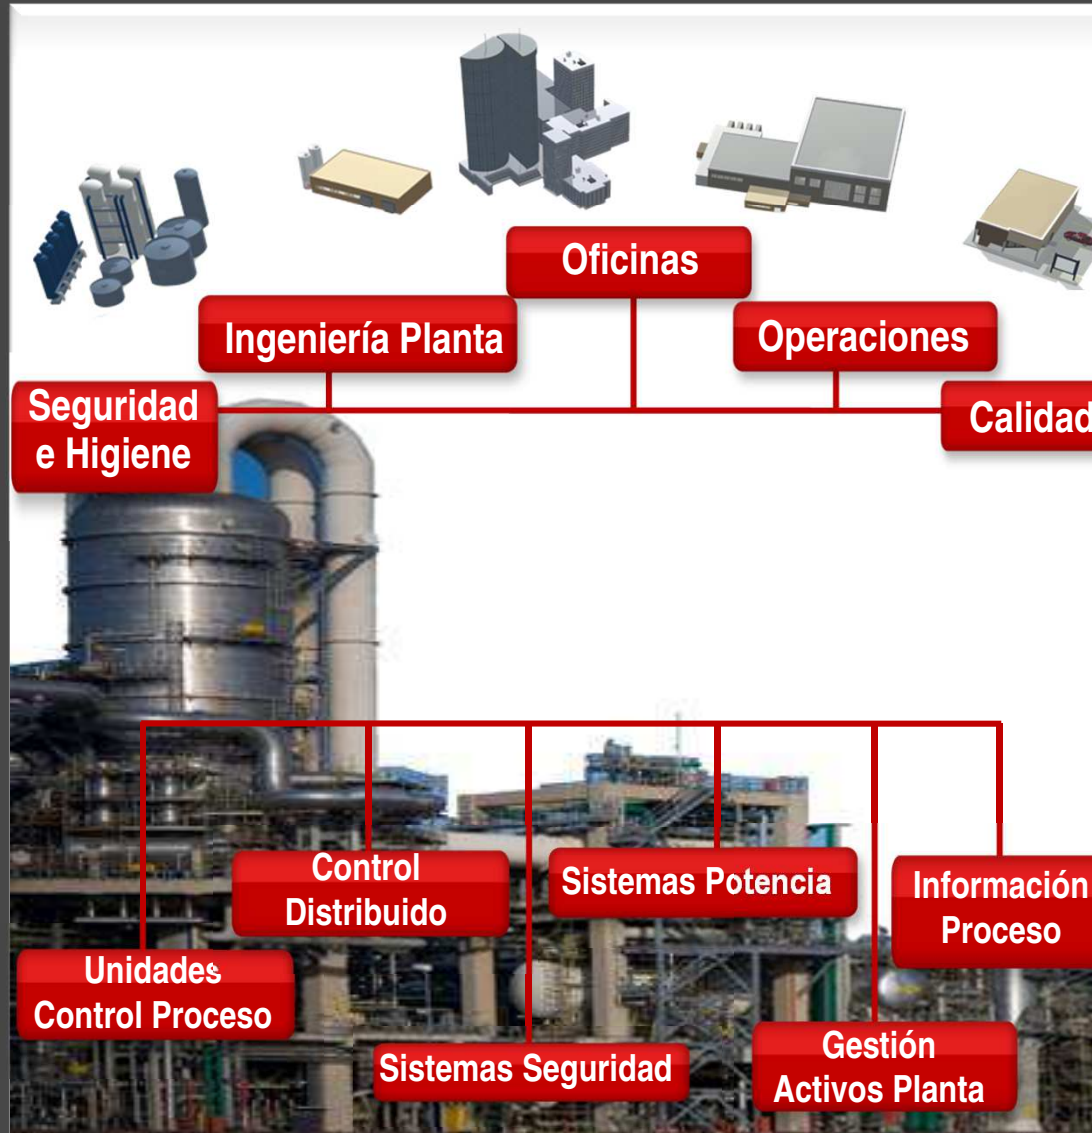 Oficinas
Ingeniería Planta
Operaciones
Seguridad
e Higiene
Calidad
Control
Distribuido
Sistemas Potencia
Información
Proceso
Unidades
Control Proceso
Sistemas Seguridad
Gestión
Activos Planta